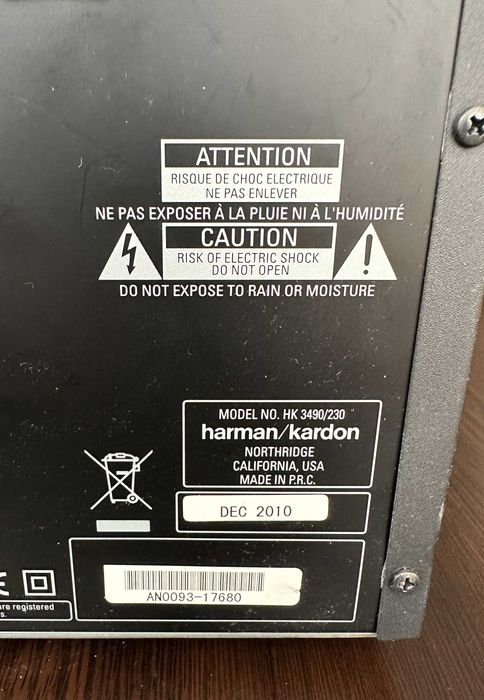 ATTENTION
RISQUE DE CHOC ELECTRIQUE
NE PAS ENLEVER
NE PAS EXPOSER À LA PLUIE NI À L'HUMIDITÉ
CAUTION
RISK OF ELECTRIC SHOCK
DO NOT OPEN
DO NOT EXPOSE TO RAIN OR MOISTURE
MODEL NO. HK 3490/230
harman/kardon
NORTHRIDGE
CALIFORNIA, USA
MADE IN P.R.C.
DEC 2010
AN0093-17680
are registered
s.